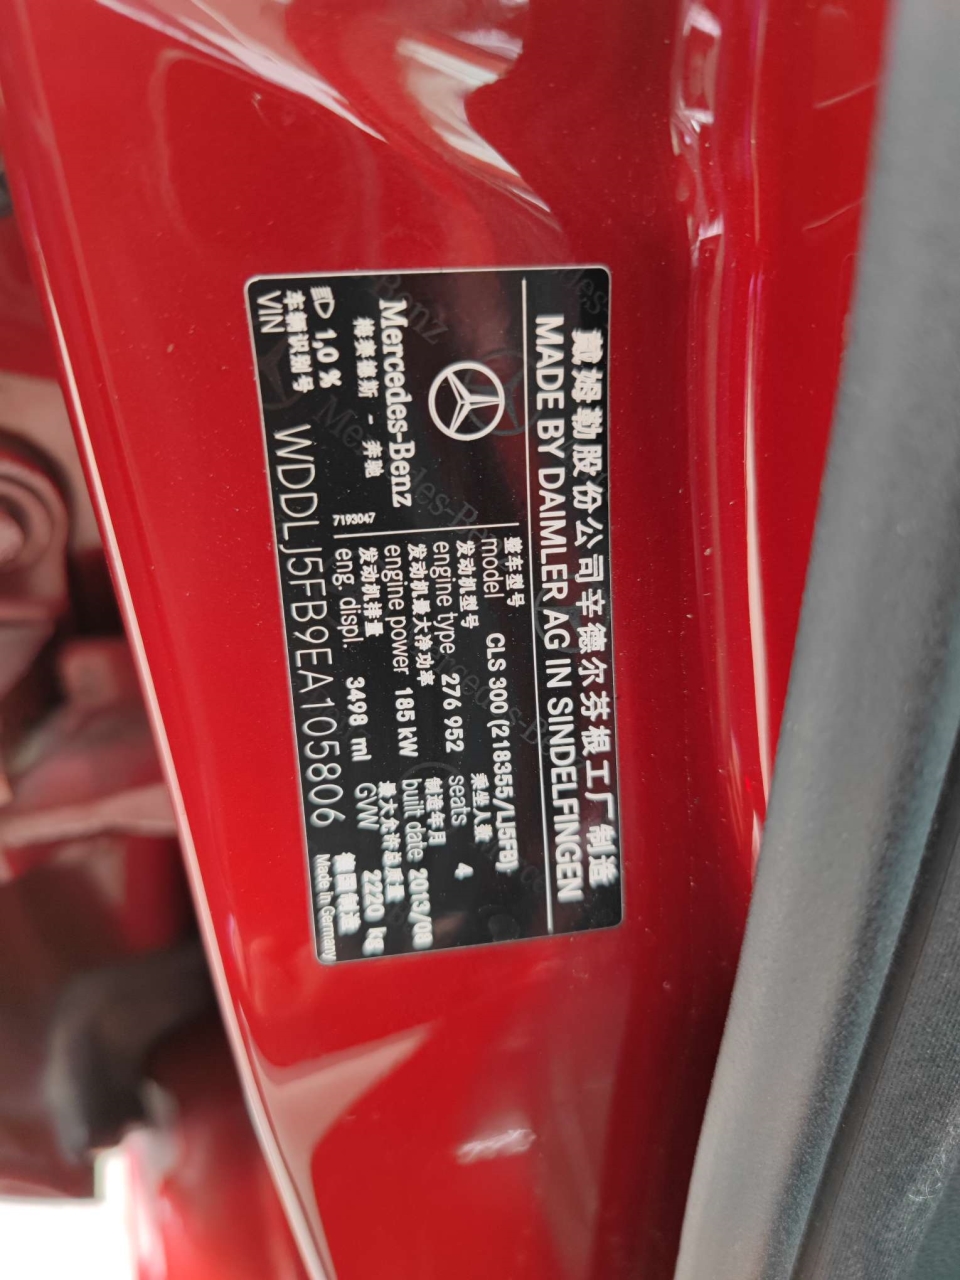 戴姆勒股份公司辛德尔芬根工厂制造
MADE BY DAIMLER AG IN SINDELFINGEN
Mercedes-Benz
梅赛德斯 - 奔驰
7193047
整车型号
model CLS 300 (218355/LJ5FB)
发动机型号
engine type 276 952
乘坐人数
seats 4
发动机最大净功率
engine power 185 kW
制造年月
built date 2013/08
发动机排量
eng. displ. 3498 ml
最大允许总质量
GVW 2220 kg
1,0 %
车辆识别号
VIN WDDLJ5FB9EA105806
德国制造
Made in Germany